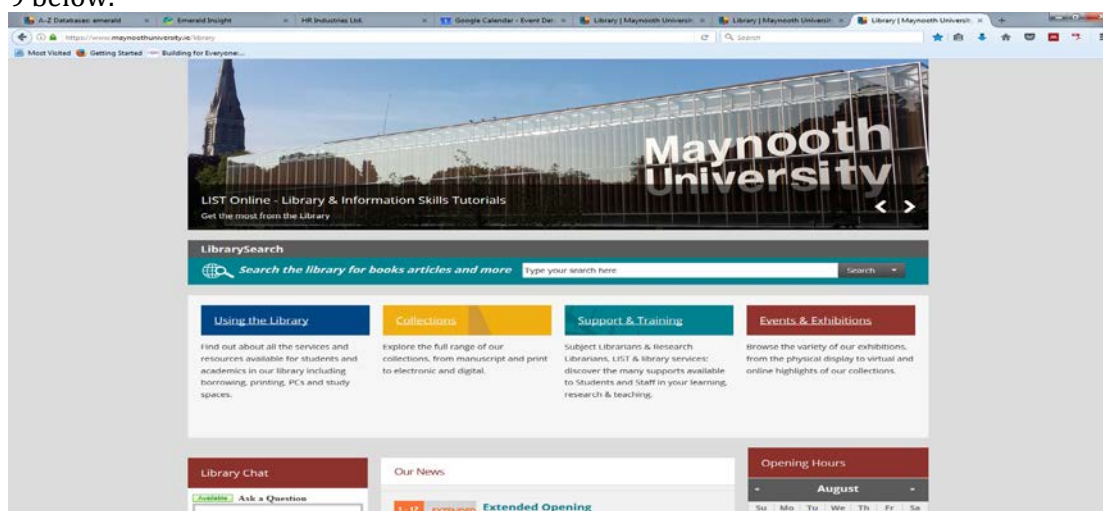 9 below.
A-Z Databases: emerald
Emerald Insight
HR Industries Ltd.
Google Calendar - Event Det
Library | Maynooth Universit
Library | Maynooth Universit
Library | Maynooth Universit
https://www.maynoothuniversity.ie/library
Search
Most Visited Getting Started Building for Everyone:...
Maynooth
University
LIST Online - Library & Information Skills Tutorials
Get the most from the Library
LibrarySearch
Search the library for books articles and more Type your search here Search
Using the Library
Find out about all the services and
resources available for students and
academics in our library including
borrowing, printing, PCs and study
spaces.
Collections
Explore the full range of our
collections, from manuscript and print
to electronic and digital.
Support & Training
Subject Librarians & Research
Librarians, LIST & library services:
discover the many supports available
to Students and Staff in your learning,
research & teaching.
Events & Exhibitions
Browse the variety of our exhibitions,
from the physical display to virtual and
online highlights of our collections.
Library Chat
Available Ask a Question
Our News
EXTENDED Extended Opening
Opening Hours
August
Su Mo Tu We Th Fr Sa